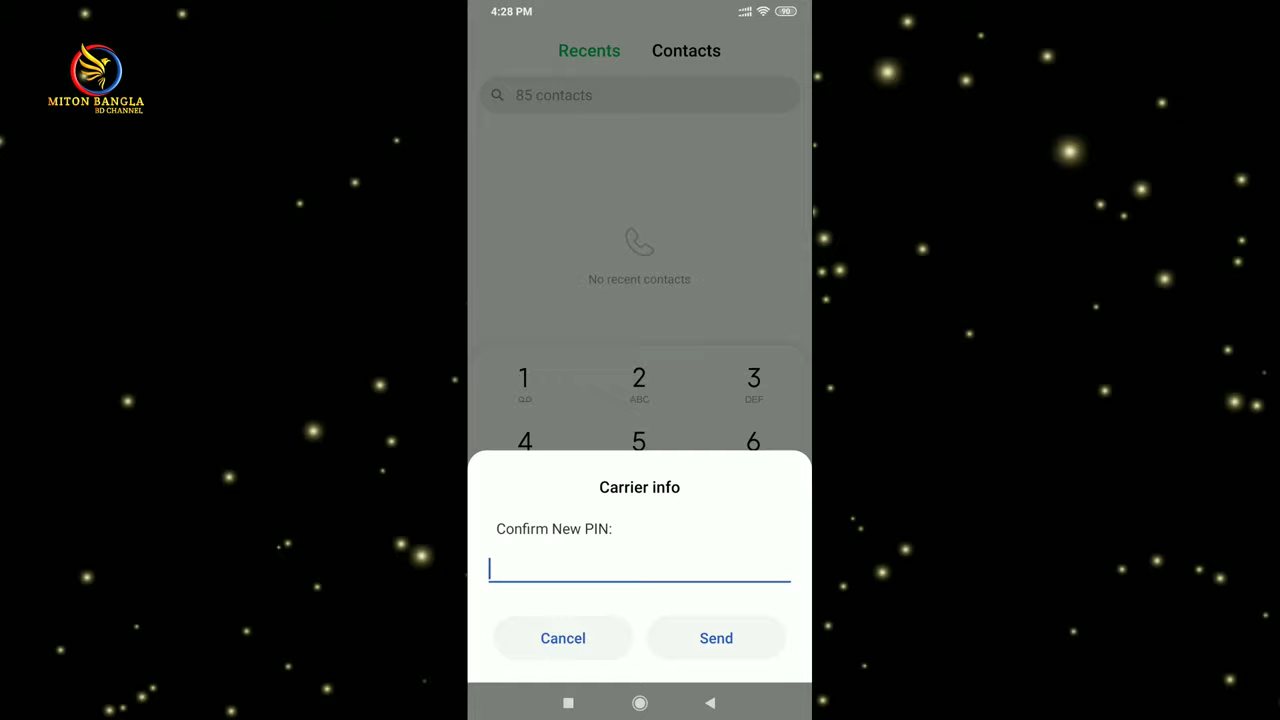 MITON BANGLA
BD CHANNEL
4:28 PM
90
Recents
Contacts
85 contacts
No recent contacts
1
2
3
ABC
DEF
4
5
6
Carrier info
Confirm New PIN:
Cancel
Send